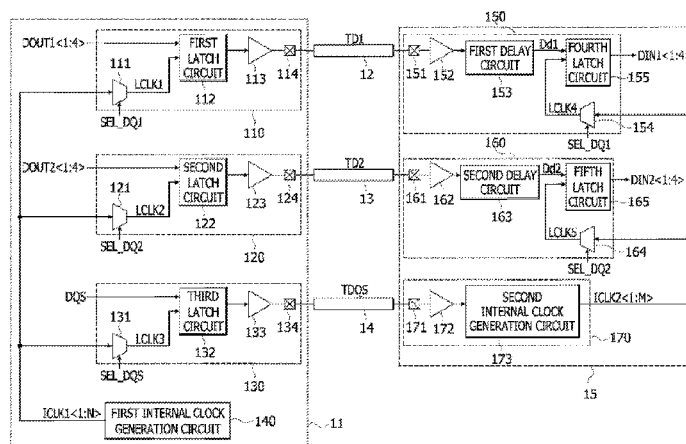 DOUT1<1:4>
111
FIRST LATCH CIRCUIT
LCLK1
112
113
114
SEL_DQ1
110
TD1
12
150
151
152
FIRST DELAY CIRCUIT
153
Dd1
FOURTH LATCH CIRCUIT
155
DIN1<1:4
LCLK4
154
SEL_DQ1
DOUT2<1:4>
121
SECOND LATCH CIRCUIT
LCLK2
122
123
124
SEL_DQ2
120
TD2
13
160
161
162
SECOND DELAY CIRCUIT
163
Dd2
FIFTH LATCH CIRCUIT
165
DIN2<1:4>
LCLK5
164
SEL_DQ2
DQS
131
THIRD LATCH CIRCUIT
LCLK3
132
133
134
SEL_DQS
130
TDQS
14
171
172
SECOND INTERNAL CLOCK GENERATION CIRCUIT
173
ICLK2<1:M>
170
15
ICLK1<1:N>
FIRST INTERNAL CLOCK GENERATION CIRCUIT
140
11